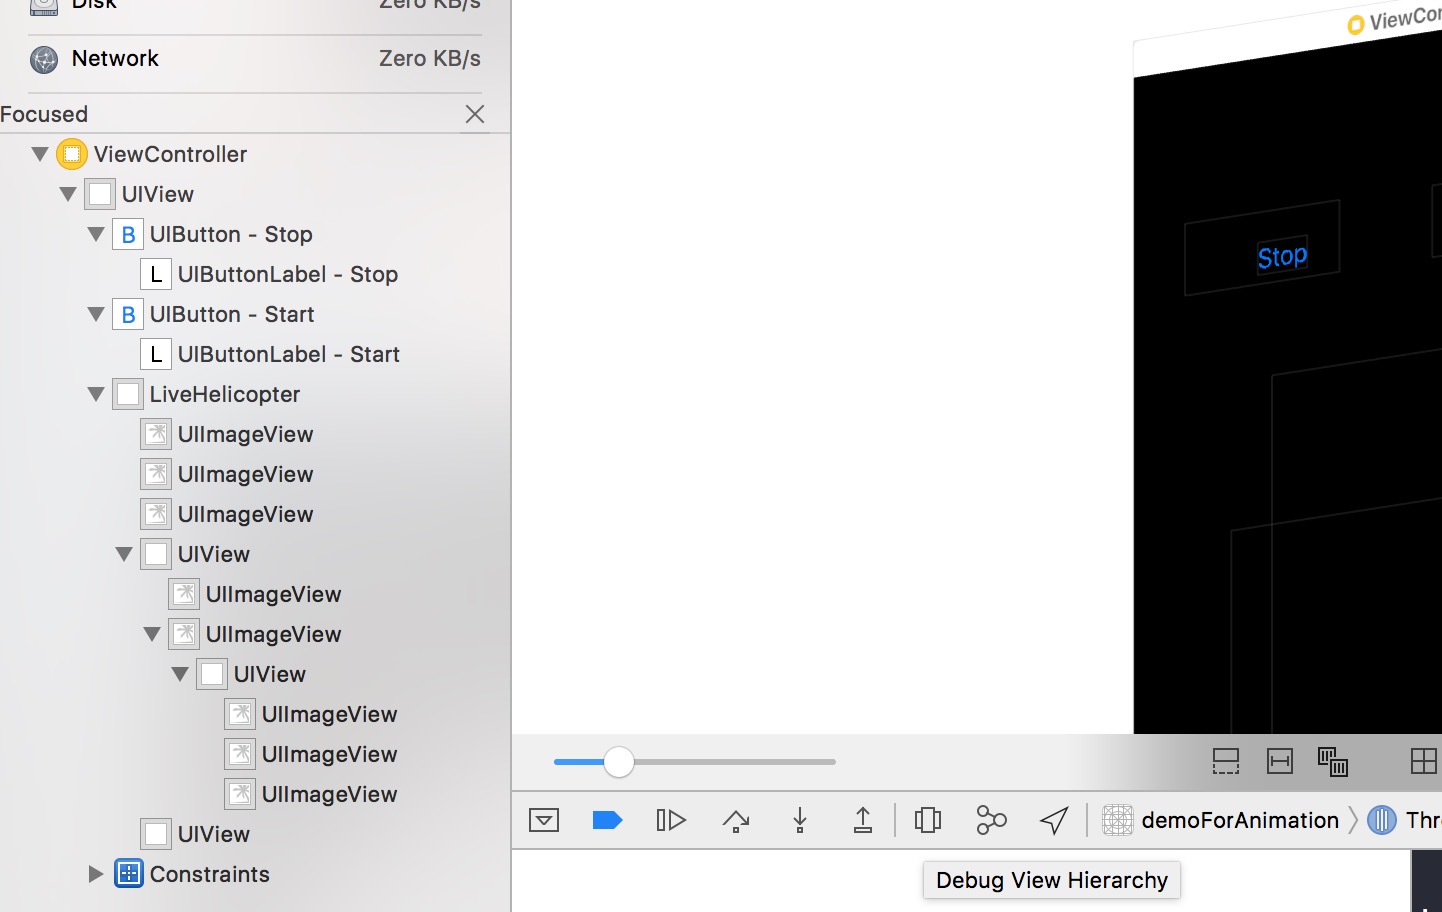 Disk Zero KB/s
Network Zero KB/s
Focused
ViewController
UIView
B UIButton - Stop
L UIButtonLabel - Stop
B UIButton - Start
L UIButtonLabel - Start
LiveHelicopter
UIImageView
UIImageView
UIImageView
UIView
UIImageView
UIImageView
UIView
UIImageView
UIImageView
UIImageView
UIView
Constraints
ViewCon
Stop
demoForAnimation
Thr
Debug View Hierarchy